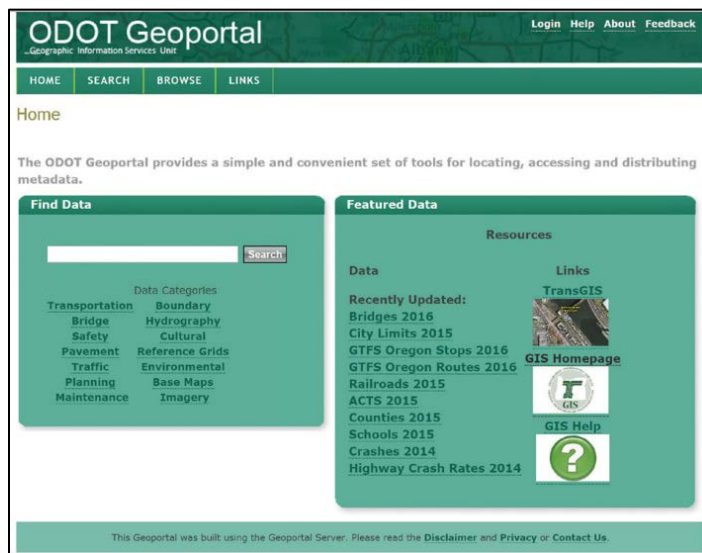 ODOT Geoportal
Geographic Information Services Unit
Login Help About Feedback
Albany
HOME SEARCH BROWSE LINKS
Home
The ODOT Geoportal provides a simple and convenient set of tools for locating, accessing and distributing
metadata.
Find Data
Search
Data Categories
Transportation Boundary
Bridge Hydrography
Safety Cultural
Pavement Reference Grids
Traffic Environmental
Planning Base Maps
Maintenance Imagery
Featured Data
Resources
Data
Recently Updated:
Bridges 2016
City Limits 2015
GTFS Oregon Stops 2016
GTFS Oregon Routes 2016
Railroads 2015
ACTS 2015
Counties 2015
Schools 2015
Crashes 2014
Highway Crash Rates 2014
Links
TransGIS
GIS Homepage
GIS
GIS Help
?
This Geoportal was built using the Geoportal Server. Please read the Disclaimer and Privacy or Contact Us.